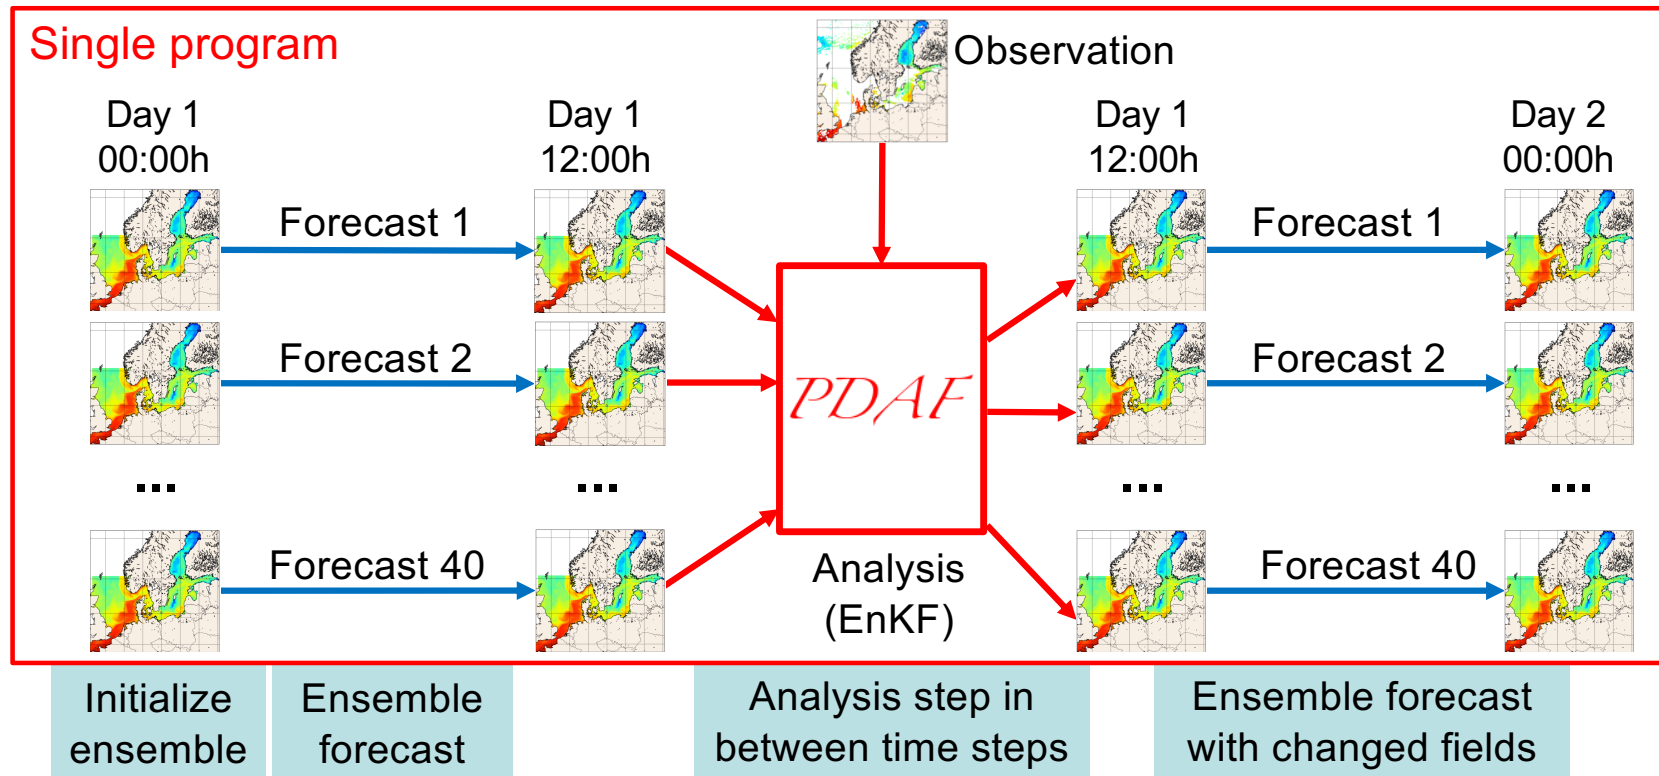 Single program
Observation
Day 1
00:00h
Day 1
12:00h
Day 1
12:00h
Day 2
00:00h
Forecast 1
Forecast 1
Forecast 2
Forecast 2
PDAF
...
...
...
...
Forecast 40
Forecast 40
Analysis
(EnKF)
Initialize
ensemble
Ensemble
forecast
Analysis step in
between time steps
Ensemble forecast
with changed fields